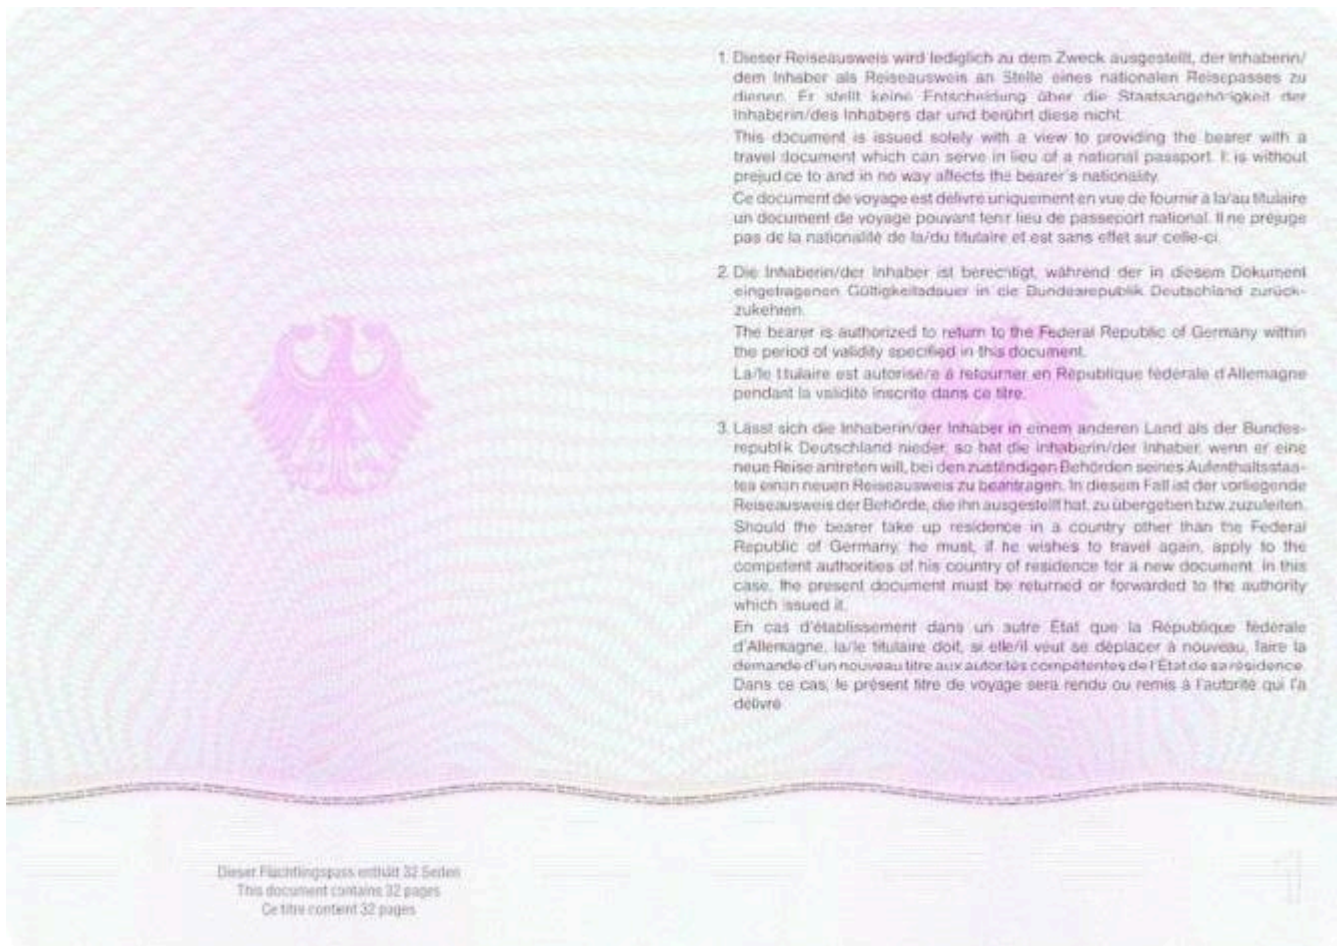 1. Dieser Reiseausweis wird lediglich zu dem Zweck ausgestellt, der Inhaberin/
dem Inhaber als Reiseausweis an Stelle eines nationalen Reisepasses zu
dienen. Er stellt keine Entscheidung über die Staatsangehörigkeit der
Inhaberin/des Inhabers dar und berührt diese nicht.
This document is issued solely with a view to providing the bearer with a
travel document which can serve in lieu of a national passport. It is without
prejudice to and in no way affects the bearer's nationality.
Ce document de voyage est délivré uniquement en vue de fournir à la/au titulaire
un document de voyage pouvant tenir lieu de passeport national. Il ne préjuge
pas de la nationalité de la/du titulaire et est sans effet sur celle-ci.
2. Die Inhaberin/der Inhaber ist berechtigt, während der in diesem Dokument
eingetragenen Gültigkeitsdauer in die Bundesrepublik Deutschland zurück-
zukehren.
The bearer is authorized to return to the Federal Republic of Germany within
the period of validity specified in this document.
La/le titulaire est autorisé/e à retourner en République fédérale d'Allemagne
pendant la validité inscrite dans ce titre.
3. Lässt sich die Inhaberin/der Inhaber in einem anderen Land als der Bundes-
republik Deutschland nieder, so hat die Inhaberin/der Inhaber, wenn er eine
neue Reise antreten will, bei den zuständigen Behörden seines Aufenthaltsstaa-
tes einen neuen Reiseausweis zu beantragen. In diesem Fall ist der vorliegende
Reiseausweis der Behörde, die ihn ausgestellt hat, zu übergeben bzw. zuzuleiten.
Should the bearer take up residence in a country other than the Federal
Republic of Germany, he must, if he wishes to travel again, apply to the
competent authorities of his country of residence for a new document. In this
case, the present document must be returned or forwarded to the authority
which issued it.
En cas d'établissement dans un autre État que la République fédérale
d'Allemagne, la/le titulaire doit, si elle/il veut se déplacer à nouveau, faire la
demande d'un nouveau titre aux autorités compétentes de l'État de sa résidence.
Dans ce cas, le présent titre de voyage sera rendu ou remis à l'autorité qui l'a
délivré.
Dieser Flüchtlingspass enthält 32 Seiten
This document contains 32 pages
Ce titre contient 32 pages
1